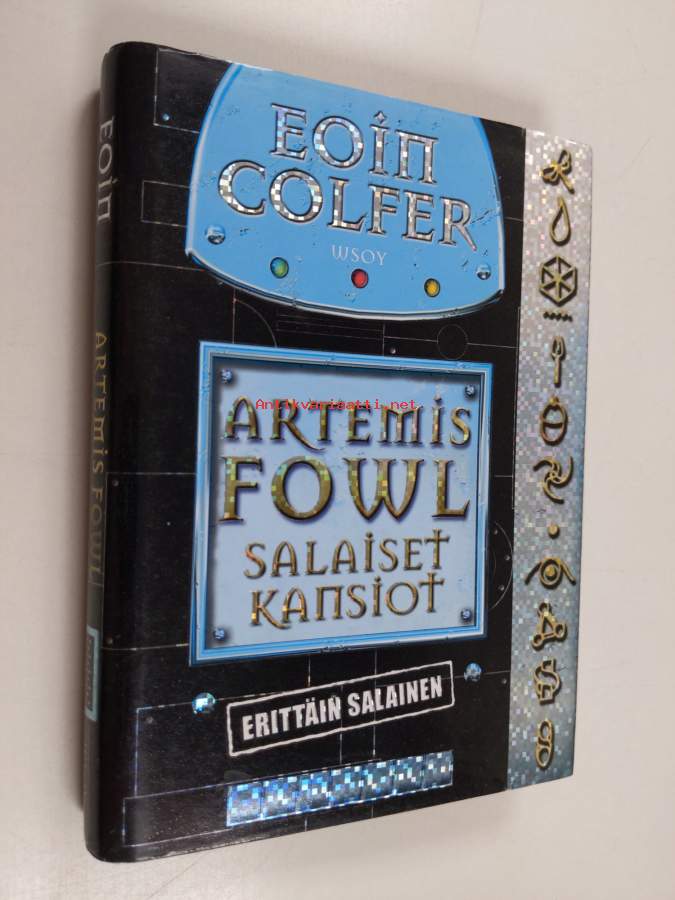 EOIN
COLFER
WSOY
Antikvariaatti.net
ARTEMIS
FOWL
SALAISET
KANSIOT
ERITTÄIN SALAINEN
EOIN
ARTEMIS FOWL